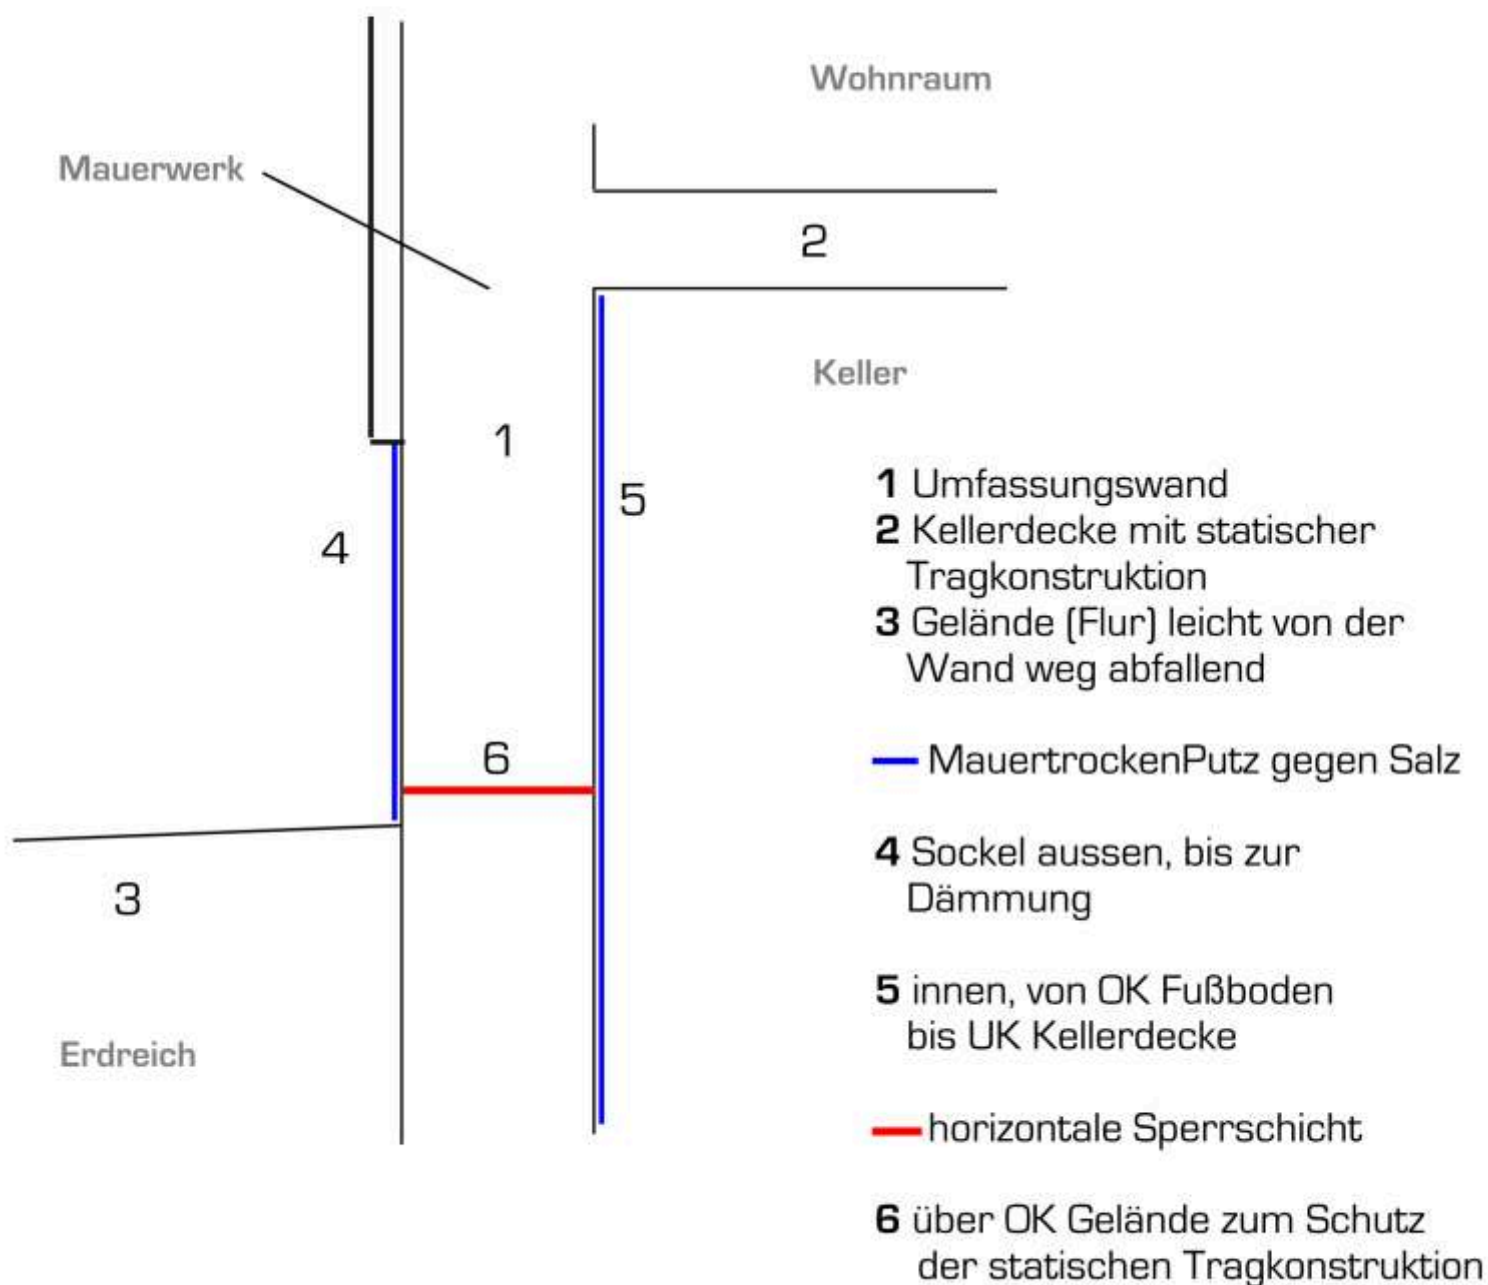 Wohnraum
Mauerwerk
2
Keller
1
5
4
6
3
Erdreich
1 Umfassungswand
2 Kellerdecke mit statischer
Tragkonstruktion
3 Gelände (Flur) leicht von der
Wand weg abfallend
MauertrockenPutz gegen Salz
4 Sockel aussen, bis zur
Dämmung
5 innen, von OK Fußboden
bis UK Kellerdecke
horizontale Sperrschicht
6 über OK Gelände zum Schutz
der statischen Tragkonstruktion